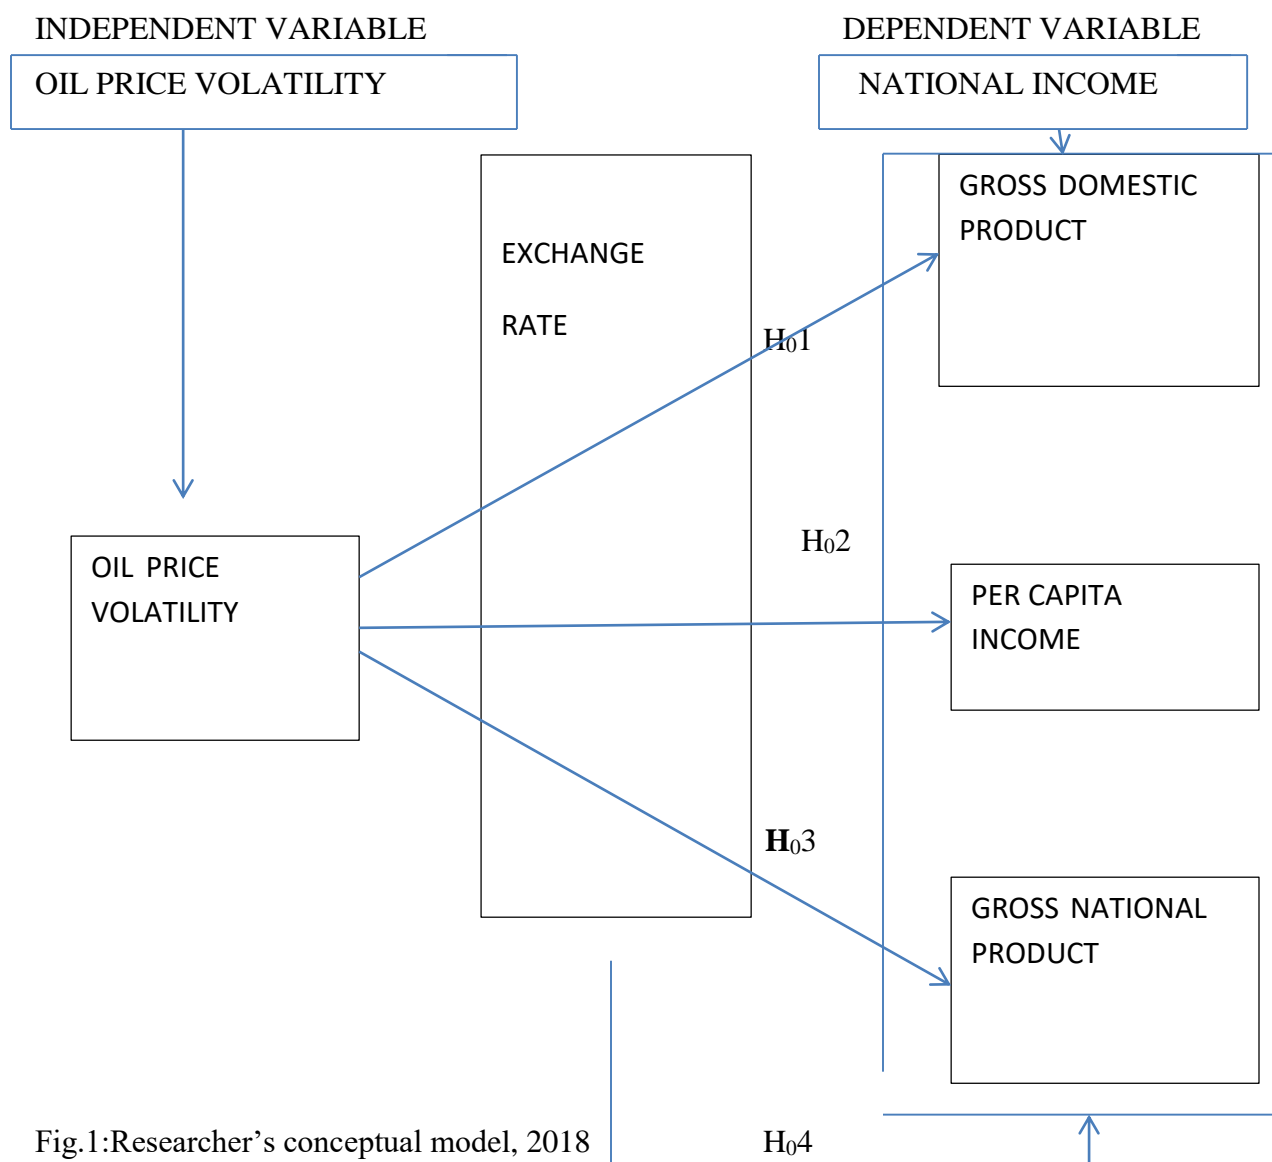 INDEPENDENT VARIABLE
DEPENDENT VARIABLE
OIL PRICE VOLATILITY
NATIONAL INCOME
GROSS DOMESTIC
PRODUCT
EXCHANGE
RATE
H₀1
H₀2
OIL PRICE
VOLATILITY
PER CAPITA
INCOME
H₀3
GROSS NATIONAL
PRODUCT
Fig.1:Researcher’s conceptual model, 2018
H₀4